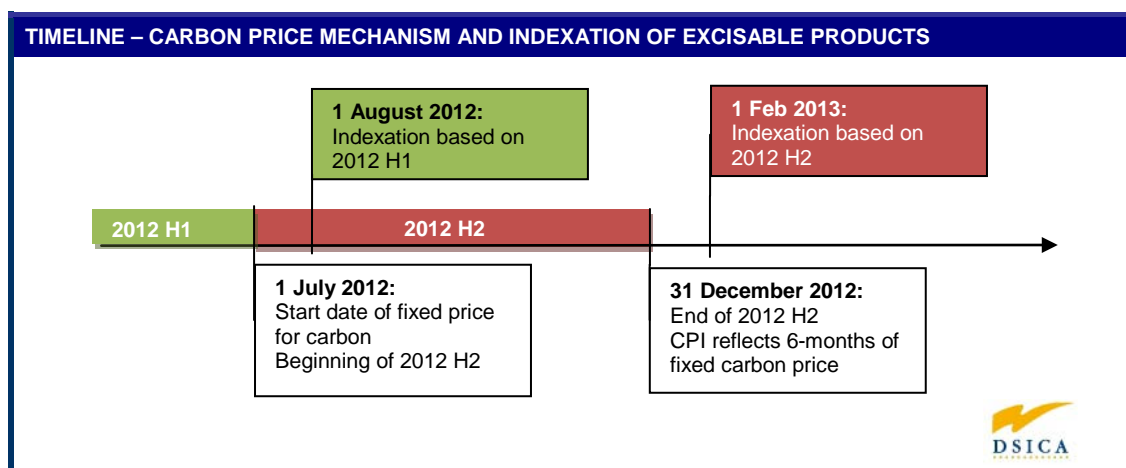 TIMELINE – CARBON PRICE MECHANISM AND INDEXATION OF EXCISABLE PRODUCTS
1 August 2012:
Indexation based on
2012 H1
1 Feb 2013:
Indexation based on
2012 H2
2012 H1
2012 H2
1 July 2012:
Start date of fixed price
for carbon
Beginning of 2012 H2
31 December 2012:
End of 2012 H2
CPI reflects 6-months of
fixed carbon price
DSICA